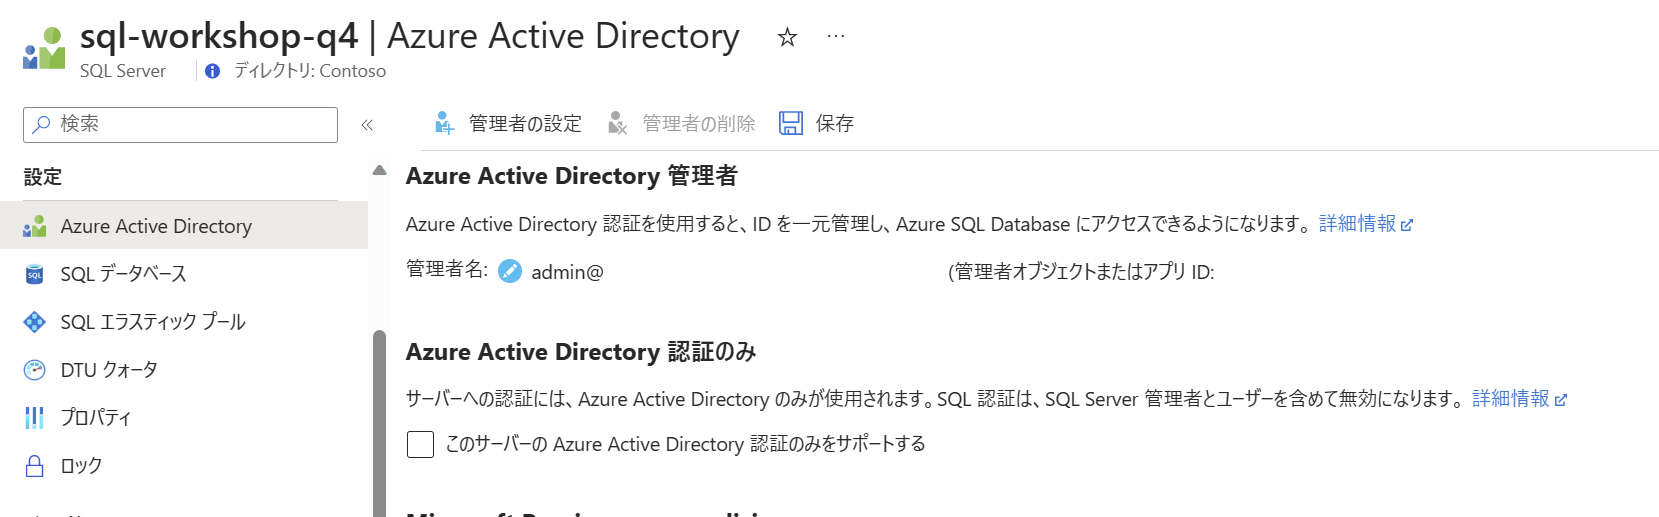 sql-workshop-q4 | Azure Active Directory
SQL Server ディレクトリ: Contoso
検索
管理者の設定 管理者の削除 保存
設定
Azure Active Directory
SQL データベース
SQL エラスティック プール
DTU クォータ
プロパティ
ロック
Azure Active Directory 管理者
Azure Active Directory 認証を使用すると、ID を一元管理し、Azure SQL Database にアクセスできるようになります。 詳細情報
管理者名: admin@ (管理者オブジェクトまたはアプリ ID:
Azure Active Directory 認証のみ
サーバーへの認証には、Azure Active Directory のみが使用されます。SQL 認証は、SQL Server 管理者とユーザーを含めて無効になります。 詳細情報
このサーバーの Azure Active Directory 認証のみをサポートする